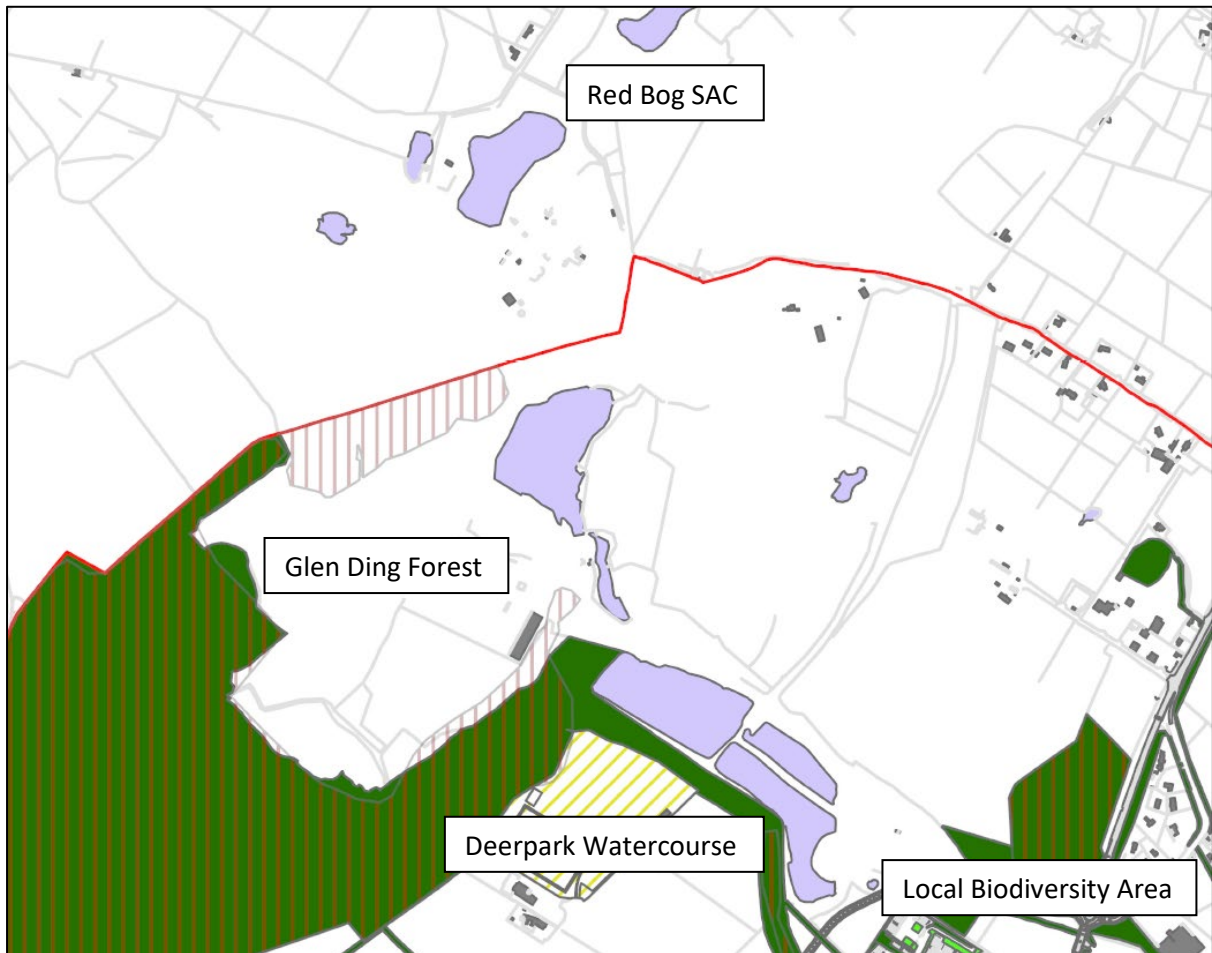 Red Bog SAC
Glen Ding Forest
Deerpark Watercourse
Local Biodiversity Area